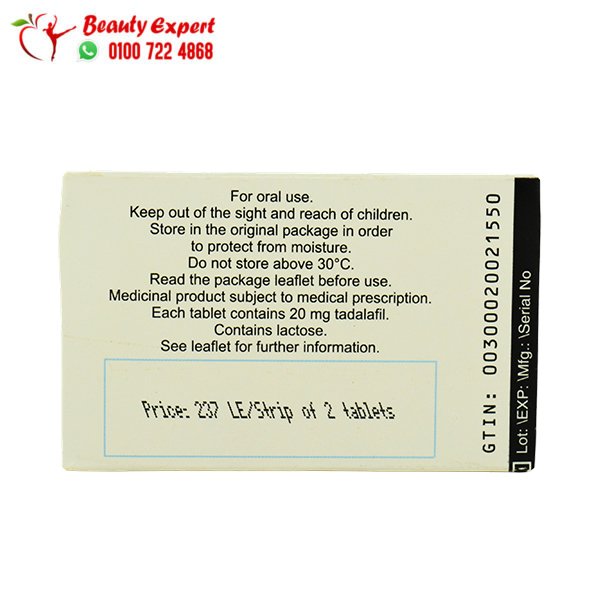 Beauty Expert
0100 722 4868
For oral use.
Keep out of the sight and reach of children.
Store in the original package in order
to protect from moisture.
Do not store above 30°C.
Read the package leaflet before use.
Medicinal product subject to medical prescription.
Each tablet contains 20 mg tadalafil.
Contains lactose.
See leaflet for further information.
Price: 237 LE/Strip of 2 tablets
GTIN: 00300020021550
Lot: \EXP: \Mfg.: \Serial No